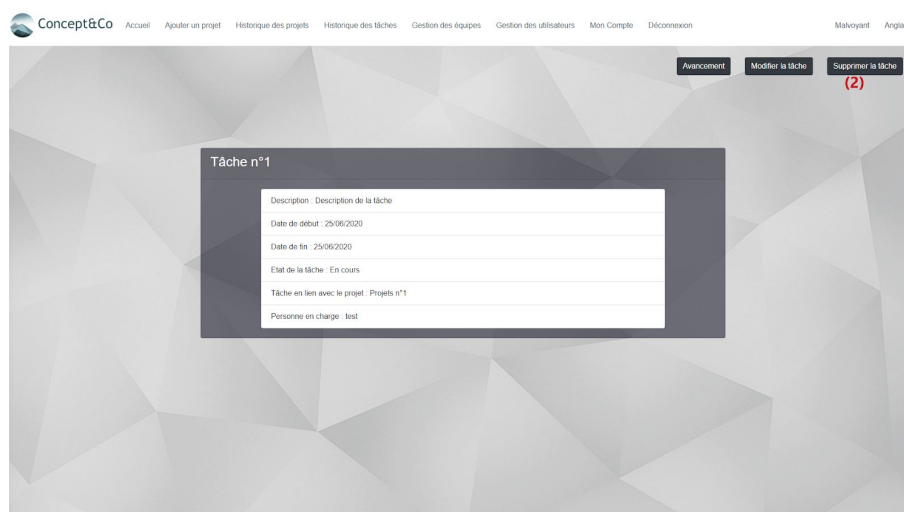 Concept&Co Accueil Ajouter un projet Historique des projets Historique des tâches Gestion des équipes Gestion des utilisateurs Mon Compte Déconnexion Malvoyant Angla
Avancement Modifier la tâche Supprimer la tâche
(2)
Tâche n°1
Description : Description de la tâche
Date de début : 25/06/2020
Date de fin : 25/06/2020
Etat de la tâche : En cours
Tâche en lien avec le projet : Projets n°1
Personne en charge : test